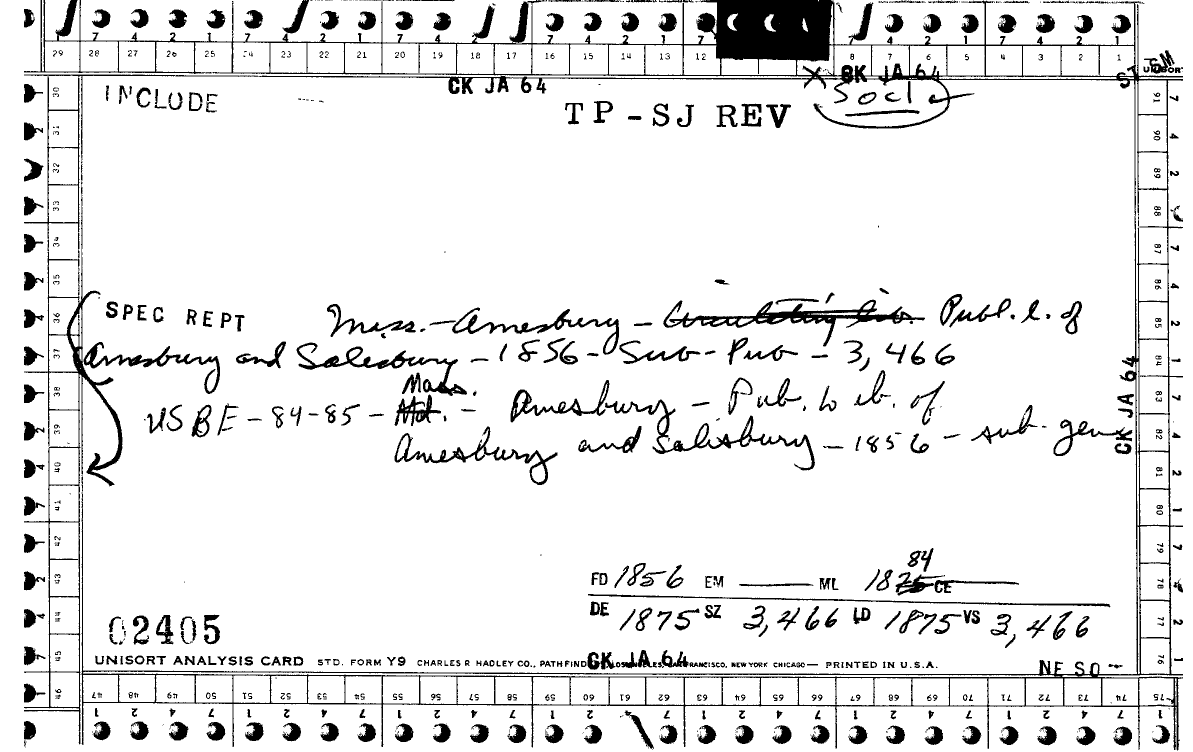 7 4 2 1 7 4 2 1 7 4 2 1 7 4 2 1 7 7 4 2 1 7 4 2 1
29 28 27 26 25 24 23 22 21 20 19 18 17 16 15 14 13 12 8 7 6 5 4 3 2 1 UNISORT
CK JA 64
X CK JA 64
INCLUDE
TP-SJ REV
Socl
SPEC REPT Mass.-Amesbury- Circulating lib. Publ. l. of
Amesbury and Salesbury -1856- Sub-Pub - 3,466
Mass.
USBE-84-85- Md. - Amesbury - Pub. lib. of
Amesbury and Salisbury - 1856 - sub. gen
CK JA 64
84
FD 1856 EM ML 1875 CE
DE 1875 SZ 3,466 LD 1875 VS 3,466
02405
UNISORT ANALYSIS CARD STD. FORM Y9 CHARLES R HADLEY CO., PATHFINDERS LOS ANGELES, SAN FRANCISCO, NEW YORK CHICAGO — PRINTED IN U.S.A.
CK JA 64
NE SO--
30 31 32 33 34 35 36 37 38 39 40 41 42 43 44 45 46
91 90 89 88 87 86 85 84 83 82 81 80 79 78 77 76 75
47 48 49 50 51 52 53 54 55 56 57 58 59 60 61 62 63 64 65 66 67 68 69 70 71 72 73 74 75
1 2 4 7 1 2 4 7 1 2 4 7 1 2 4 7 1 2 4 7 1 2 4 7 1 2 4 7 1